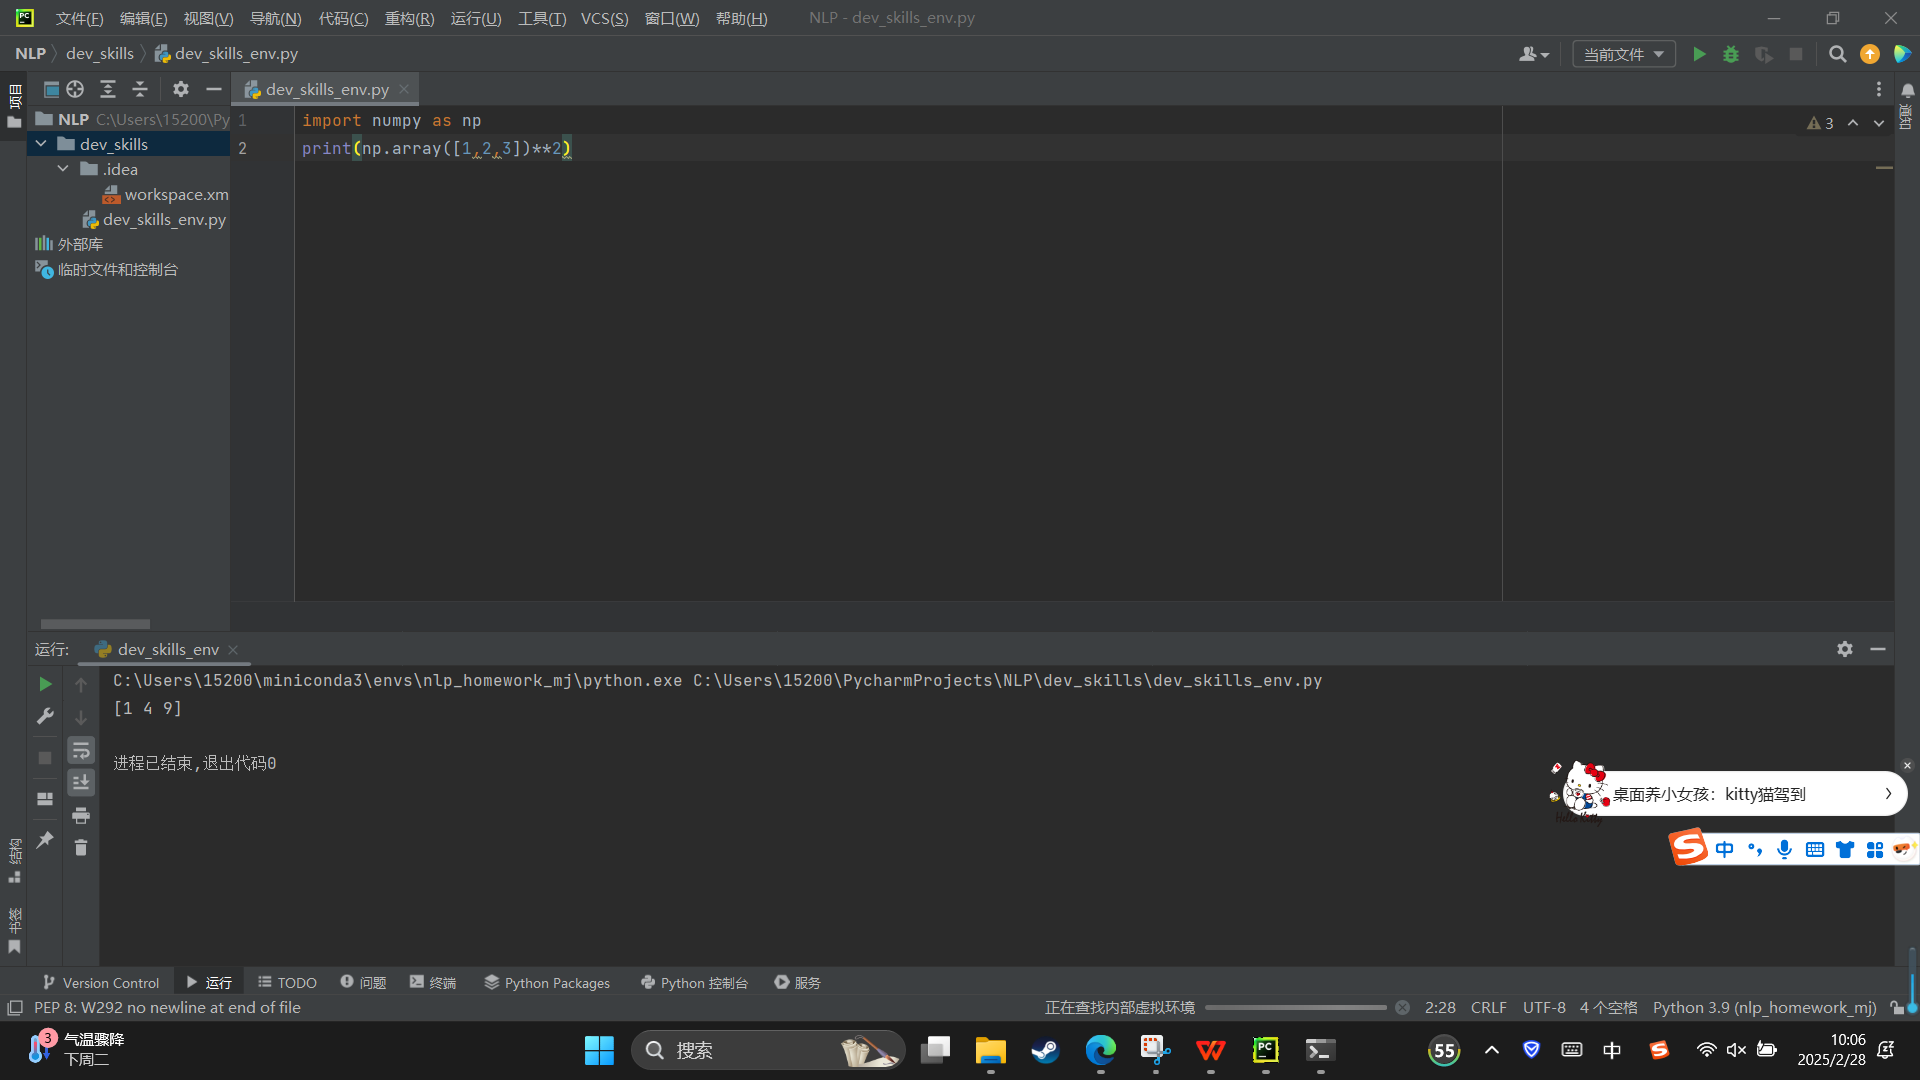 文件(F) 编辑(E) 视图(V) 导航(N) 代码(C) 重构(R) 运行(U) 工具(T) VCS(S) 窗口(W) 帮助(H) NLP - dev_skills_env.py
NLP dev_skills dev_skills_env.py
当前文件
项目
dev_skills_env.py
通知
NLP C:\Users\15200\Py
dev_skills
.idea
workspace.xm
dev_skills_env.py
外部库
临时文件和控制台
1 import numpy as np
2 print(np.array([1,2,3])**2)
3
运行: dev_skills_env
C:\Users\15200\miniconda3\envs\nlp_homework_mj\python.exe C:\Users\15200\PycharmProjects\NLP\dev_skills\dev_skills_env.py
[1 4 9]
进程已结束,退出代码0
桌面养小女孩：kitty猫驾到
Hello Kitty
S 中
结构
书签
Version Control 运行 TODO 问题 终端 Python Packages Python 控制台 服务
PEP 8: W292 no newline at end of file 正在查找内部虚拟环境 2:28 CRLF UTF-8 4 个空格 Python 3.9 (nlp_homework_mj)
3 气温骤降
下周二
搜索
PC
55
中
S
10:06
2025/2/28